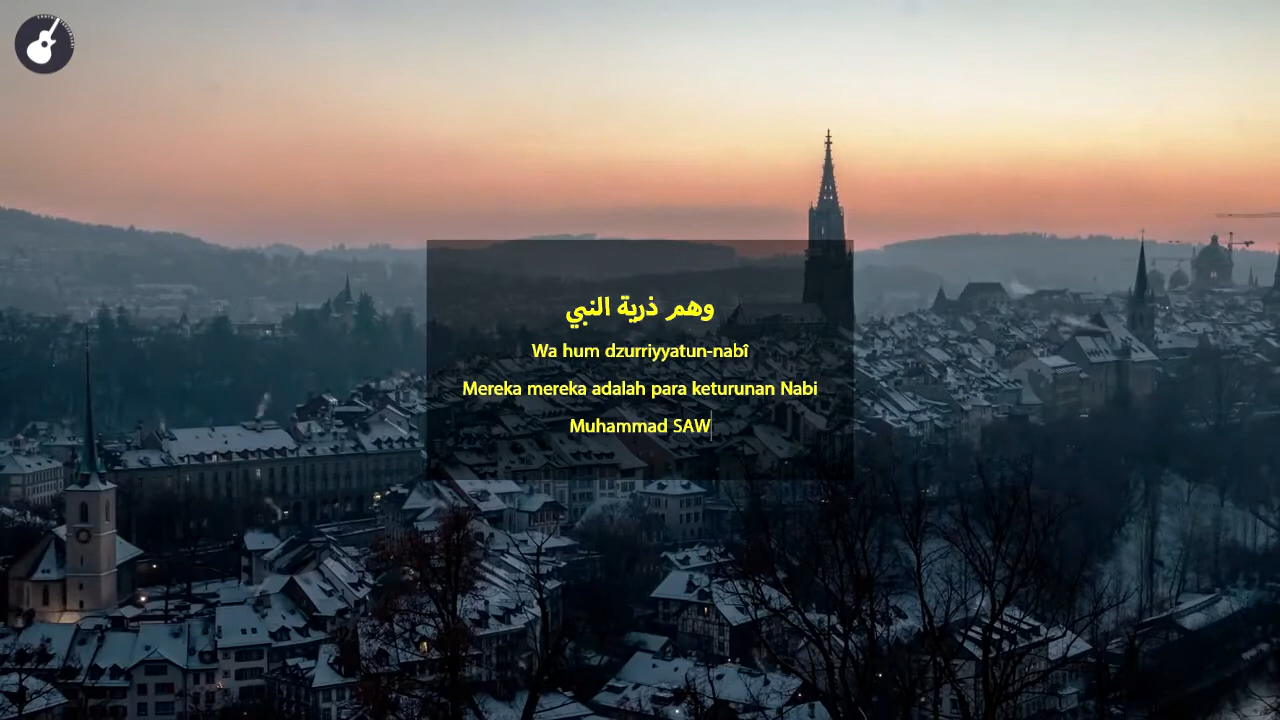 وهم ذرية النبي
Wa hum dzurriyyatun-nabî
Mereka mereka adalah para keturunan Nabi
Muhammad SAW